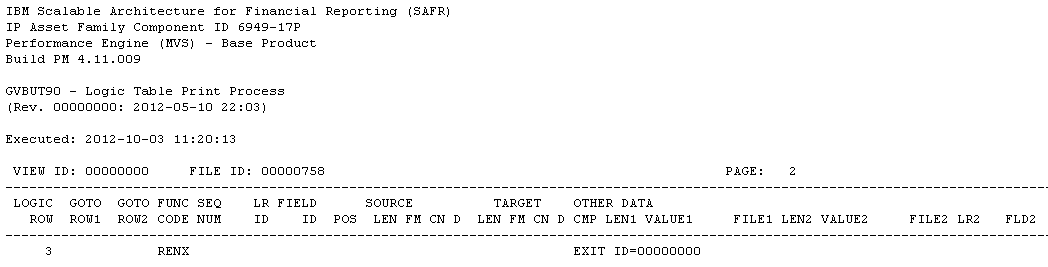 IBM Scalable Architecture for Financial Reporting (SAFR)
IP Asset Family Component ID 6949-17P
Performance Engine (MVS) - Base Product
Build PM 4.11.009
GVBUT90 - Logic Table Print Process
(Rev. 00000000: 2012-05-10 22:03)
Executed: 2012-10-03 11:20:13
VIEW ID: 00000000 FILE ID: 00000758 PAGE: 2
LOGIC GOTO GOTO FUNC SEQ LR FIELD SOURCE TARGET OTHER DATA
ROW ROW1 ROW2 CODE NUM ID ID POS LEN FM CN D LEN FM CN D CMP LEN1 VALUE1 FILE1 LEN2 VALUE2 FILE2 LR2 FLD2
3 RENX EXIT ID=00000000